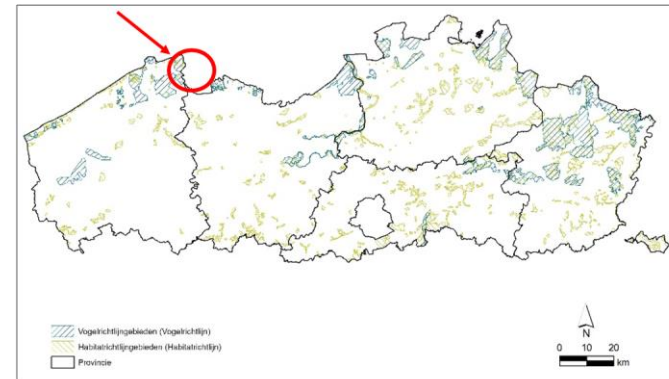 Vogelrichtlijngebieden (Vogelrichtlijn)
Habitatrichtlijngebieden (Habitatrichtlijn)
Provincie
N
0 10 20
km